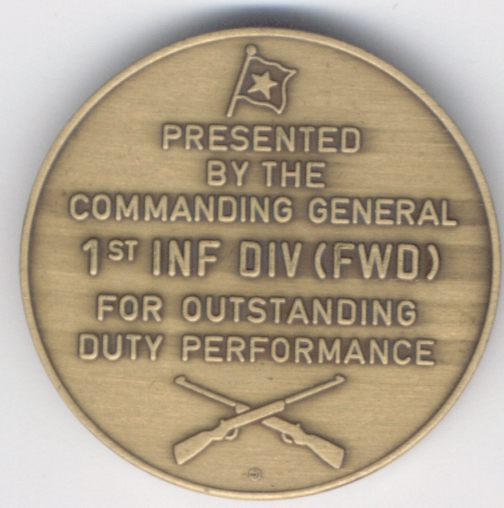 PRESENTED
BY THE
COMMANDING GENERAL
1ST INF DIV (FWD)
FOR OUTSTANDING
DUTY PERFORMANCE